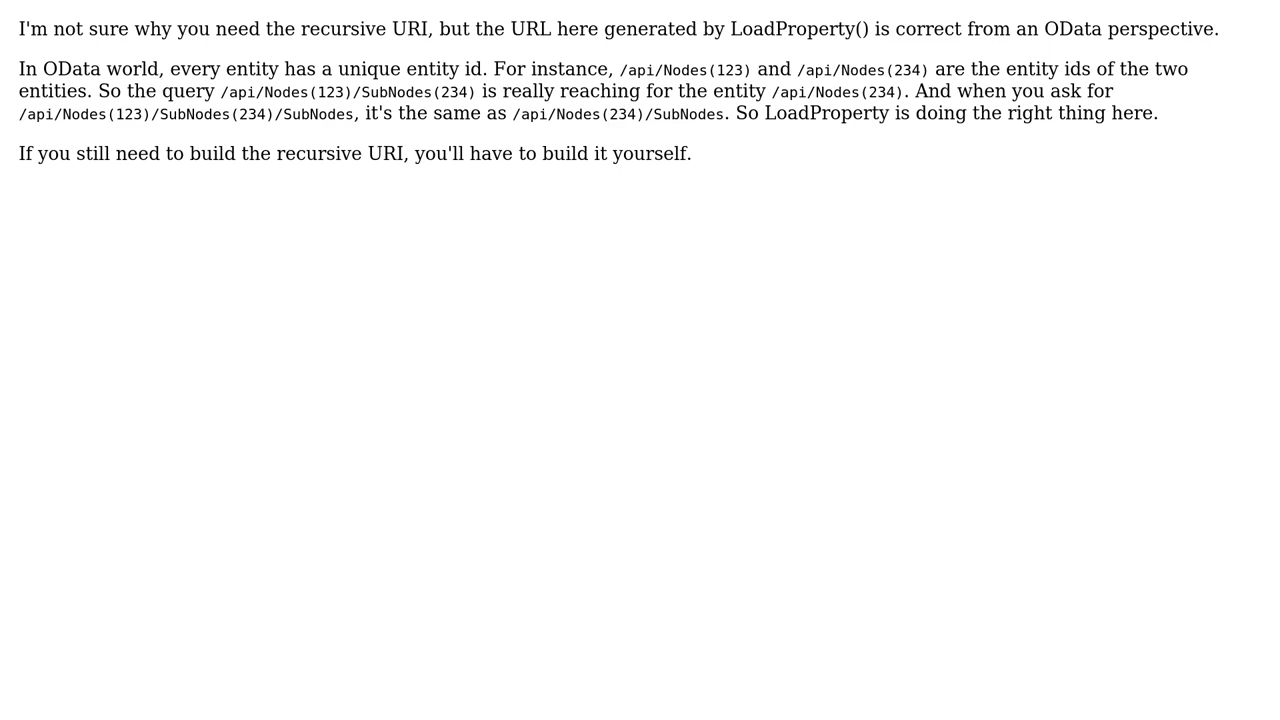 I'm not sure why you need the recursive URI, but the URL here generated by LoadProperty() is correct from an OData perspective.
In OData world, every entity has a unique entity id. For instance, /api/Nodes(123) and /api/Nodes(234) are the entity ids of the two
entities. So the query /api/Nodes(123)/SubNodes(234) is really reaching for the entity /api/Nodes(234). And when you ask for
/api/Nodes(123)/SubNodes(234)/SubNodes, it's the same as /api/Nodes(234)/SubNodes. So LoadProperty is doing the right thing here.
If you still need to build the recursive URI, you'll have to build it yourself.